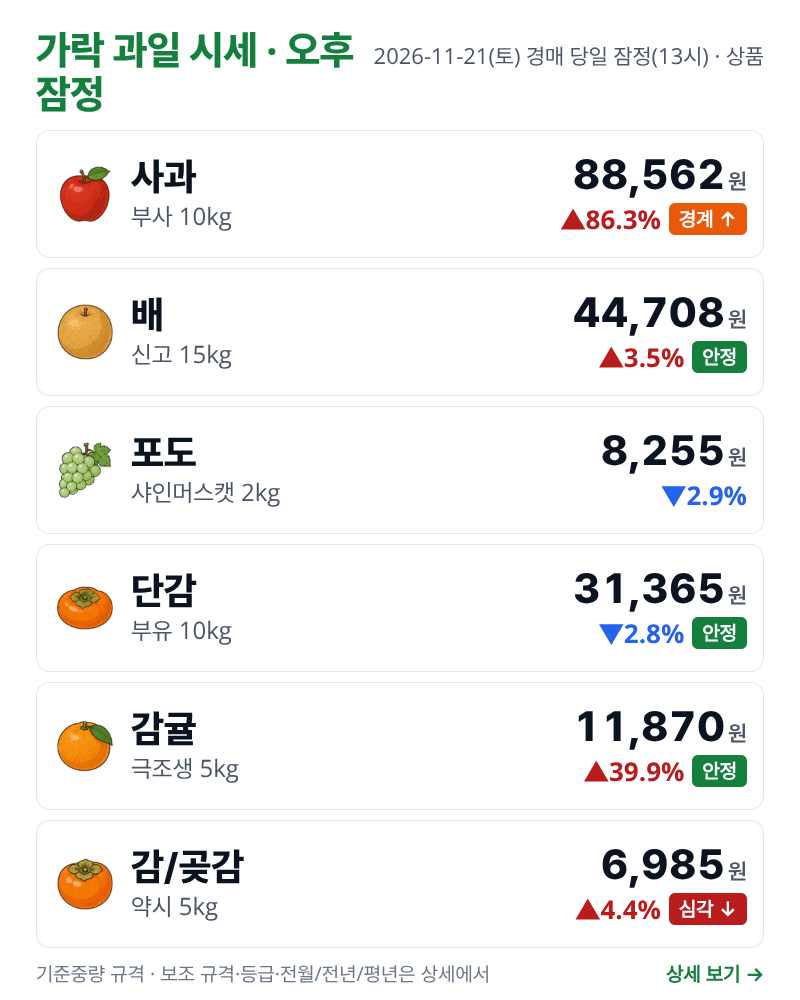 가락 과일 시세 · 오후 잠정
2026-11-21(토) 경매 당일 잠정(13시) · 상품
사과
부사 10kg
88,562원
▲86.3% 경계 ↑
배
신고 15kg
44,708원
▲3.5% 안정
포도
샤인머스캣 2kg
8,255원
▼2.9%
단감
부유 10kg
31,365원
▼2.8% 안정
감귤
극조생 5kg
11,870원
▲39.9% 안정
감/곶감
약시 5kg
6,985원
▲4.4% 심각 ↓
기준중량 규격 · 보조 규격·등급·전월/전년/평년은 상세에서
상세 보기 →